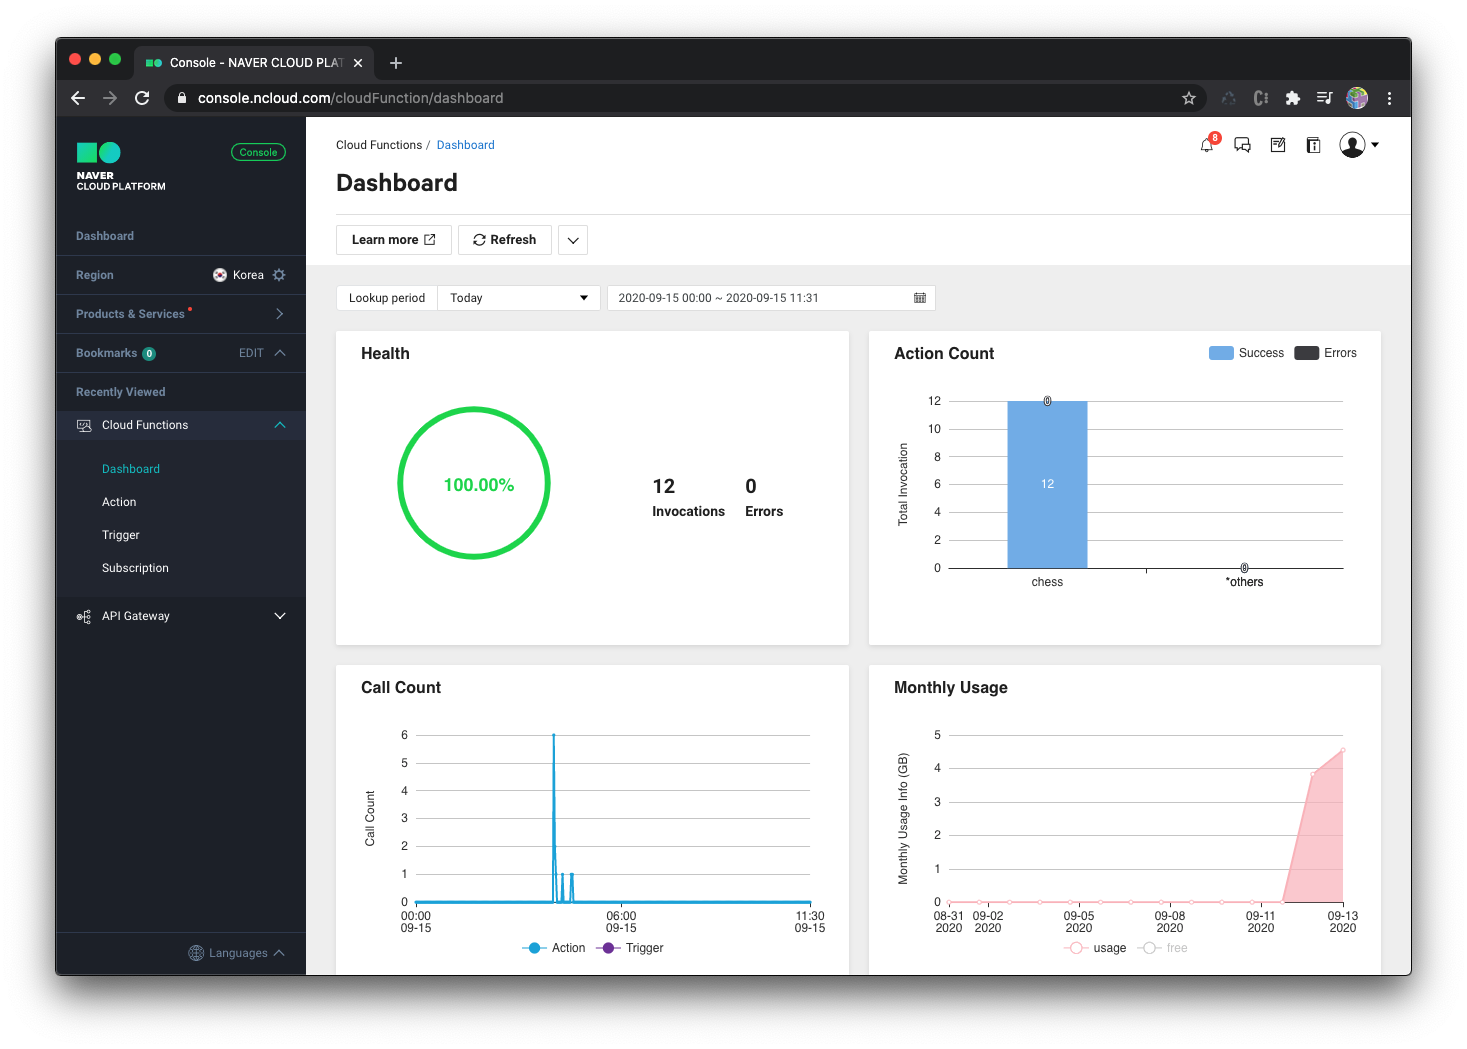 Console - NAVER CLOUD PLAT
console.ncloud.com/cloudFunction/dashboard
NAVER
CLOUD PLATFORM
Console
Dashboard
Region
Korea
Products & Services
Bookmarks 0
EDIT
Recently Viewed
Cloud Functions
Dashboard
Action
Trigger
Subscription
API Gateway
Languages
Cloud Functions / Dashboard
8
Dashboard
Learn more
Refresh
Lookup period
Today
2020-09-15 00:00 ~ 2020-09-15 11:31
Health
100.00%
12
Invocations
0
Errors
Action Count
Success
Errors
Total Invocation
12
10
8
6
4
2
0
0
12
0
chess
*others
Call Count
Call Count
6
5
4
3
2
1
0
00:00
09-15
06:00
09-15
11:30
09-15
Action
Trigger
Monthly Usage
Monthly Usage Info (GB)
5
4
3
2
1
0
08-31
2020
09-02
2020
09-05
2020
09-08
2020
09-11
2020
09-13
2020
usage
free